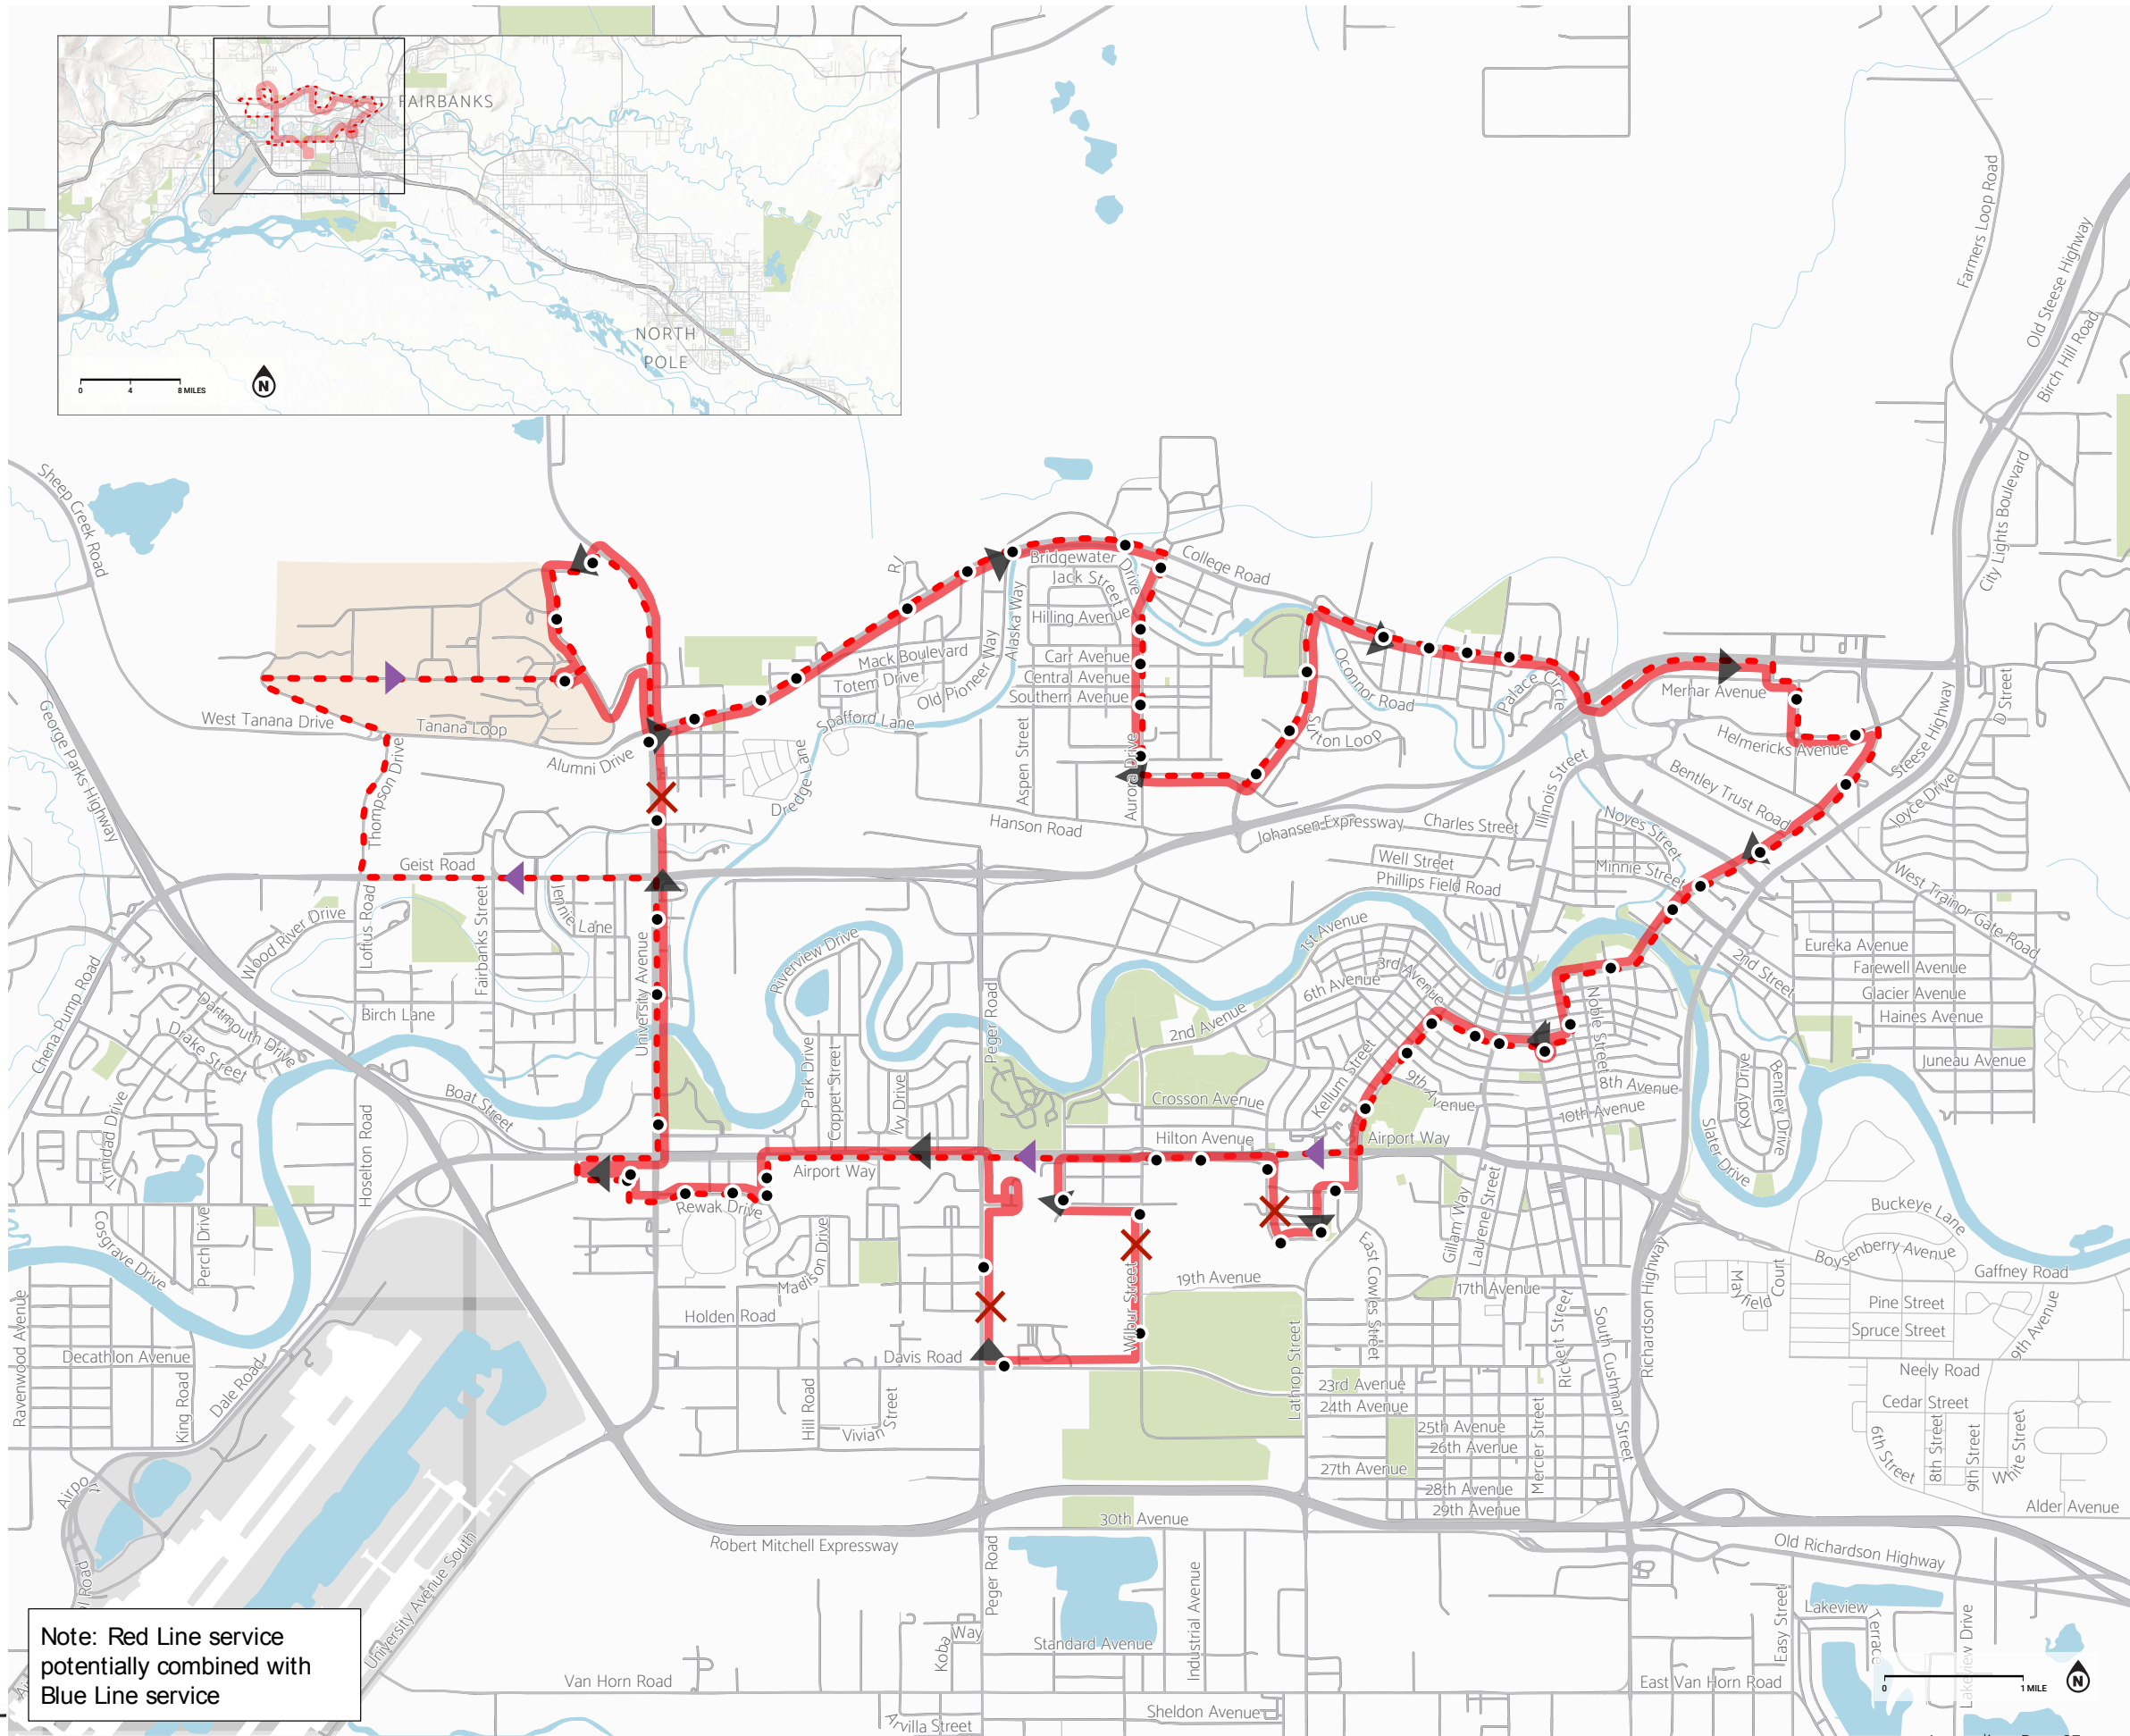 FAIRBANKS
NORTH
POLE
0 4 8 MILES
N
Farmers Loop Road
Old Steese Highway
Birch Hill Road
City Lights Boulevard
Sheep Creek Road
College Road
Bridgewater
Drive
Jack Street
Hilling Avenue
Alaska Way
Carr Avenue
Central Avenue
Southern Avenue
Mack Boulevard
Totem Drive
Old Pioneer Way
Spafford Lane
Oconnor Road
Palace Circle
Merhar Avenue
Helmericks Avenue
Steese Highway
D Street
Sutton Loop
West Tanana Drive
Tanana Loop
Alumni Drive
George Parks Highway
Thompson Drive
Dredge Lane
Aspen Street
Aurora Drive
Hanson Road
Johansen Expressway
Charles Street
Illinois Street
Bentley Trust Road
Joyce Drive
Noyes Street
Minnie Street
Well Street
Phillips Field Road
West Trainor Gate Road
Geist Road
Jennie Lane
Fairbanks Street
Loftus Road
Wood River Drive
University Avenue
Riverview Drive
1st Avenue
3rd Avenue
6th Avenue
2nd Avenue
2nd Street
Eureka Avenue
Farewell Avenue
Glacier Avenue
Haines Avenue
Juneau Avenue
Chena Pump Road
Dartmouth Drive
Drake Street
Birch Lane
Peger Road
Noble Street
Park Drive
Coppet Street
Ivy Drive
Kellum Street
9th Avenue
8th Avenue
10th Avenue
Kody Drive
Bentley Drive
Slater Drive
Boat Street
Trinidad Drive
Hoselton Road
Crosson Avenue
Hilton Avenue
Airport Way
Airport Way
Rewak Drive
Cosgrave Drive
Perch Drive
Madison Drive
Holden Road
Davis Road
Wilbur Street
19th Avenue
East Cowles Street
Gillam Way
Laurene Street
17th Avenue
Rickert Street
South Cushman Street
Richardson Highway
Buckeye Lane
Boysenberry Avenue
Gaffney Road
Mayfield
Court
Pine Street
Spruce Street
9th Avenue
Neely Road
Cedar Street
6th Street
8th Street
9th Street
White Street
Alder Avenue
Ravenwood Avenue
Decathlon Avenue
King Road
Dale Road
Hill Road
Vivian
Street
Lathrop Street
23rd Avenue
24th Avenue
25th Avenue
26th Avenue
27th Avenue
28th Avenue
29th Avenue
Mercier Street
30th Avenue
Robert Mitchell Expressway
Old Richardson Highway
University Avenue South
Peger Road
Koba
Way
Standard Avenue
Industrial Avenue
Easy Street
Lakeview
Terrace
Lakeview Drive
Van Horn Road
East Van Horn Road
Arvilla Street
Sheldon Avenue
0 1 MILE
N
Note: Red Line service
potentially combined with
Blue Line service